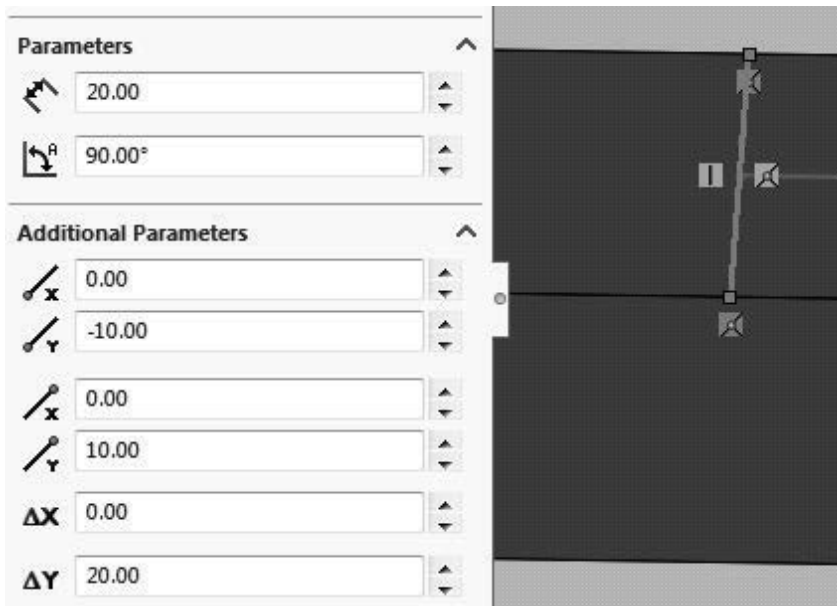 Parameters
20.00
A
90.00°
Additional Parameters
X
0.00
Y
-10.00
X
0.00
Y
10.00
ΔX
0.00
ΔY
20.00